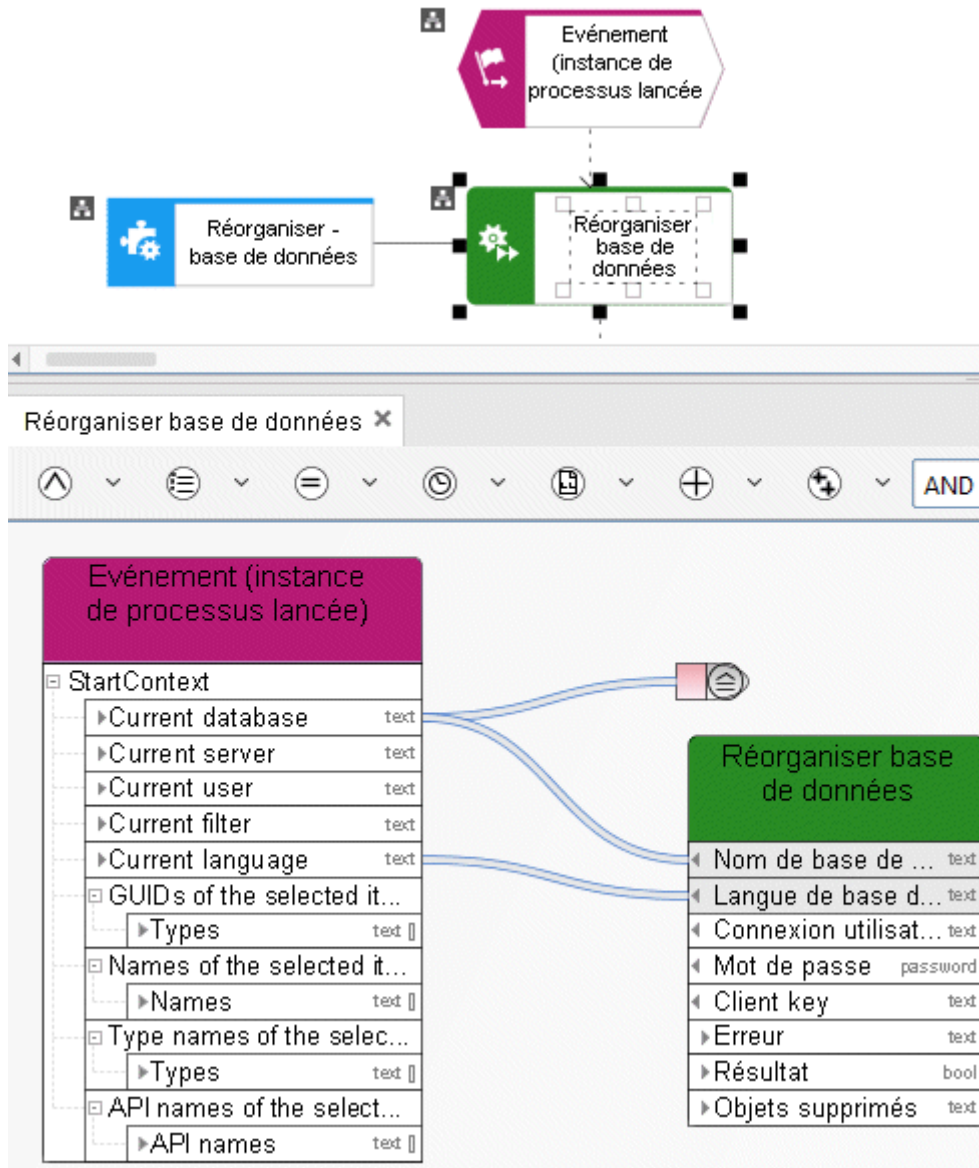 Evénement
(instance de
processus lancée
Réorganiser -
base de données
Réorganiser
base de
données
Réorganiser base de données
AND
Evénement (instance
de processus lancée)
StartContext
Current database text
Current server text
Current user text
Current filter text
Current language text
GUIDs of the selected it...
Types text []
Names of the selected it...
Names text []
Type names of the selec...
Types text []
API names of the select...
API names text []
Réorganiser base
de données
Nom de base de ... text
Langue de base d... text
Connexion utilisat... text
Mot de passe password
Client key text
Erreur text
Résultat bool
Objets supprimés text